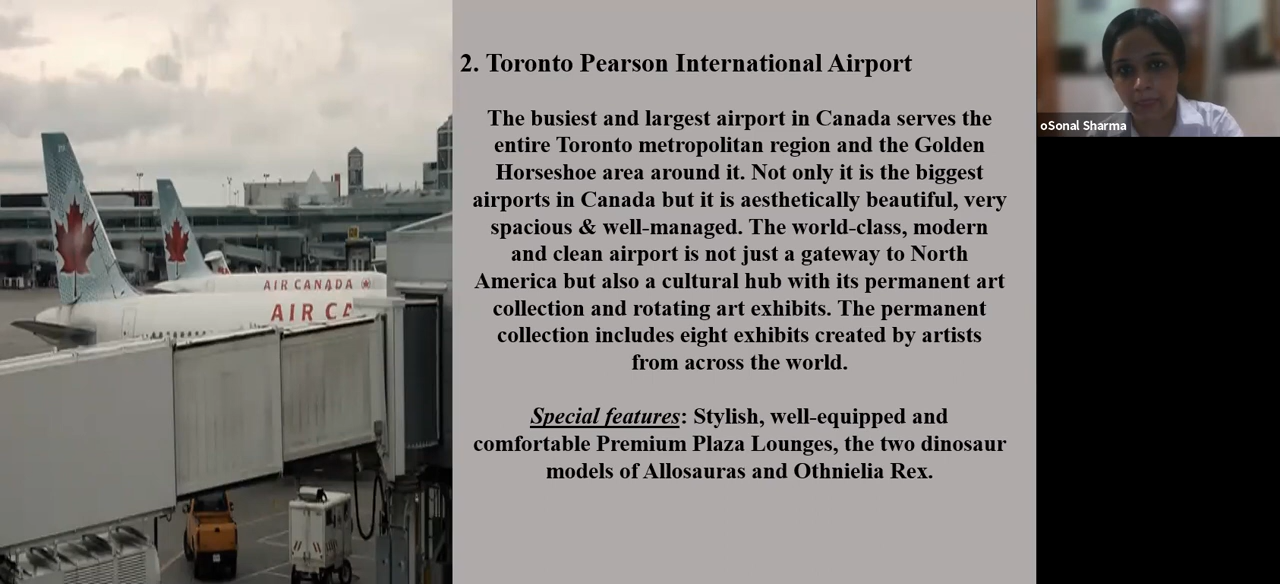 2. Toronto Pearson International Airport
The busiest and largest airport in Canada serves the
entire Toronto metropolitan region and the Golden
Horseshoe area around it. Not only it is the biggest
airports in Canada but it is aesthetically beautiful, very
spacious & well-managed. The world-class, modern
and clean airport is not just a gateway to North
America but also a cultural hub with its permanent art
collection and rotating art exhibits. The permanent
collection includes eight exhibits created by artists
from across the world.
Special features: Stylish, well-equipped and
comfortable Premium Plaza Lounges, the two dinosaur
models of Allosauras and Othnielia Rex.
AIR CANADA
AIR CA
oSonal Sharma